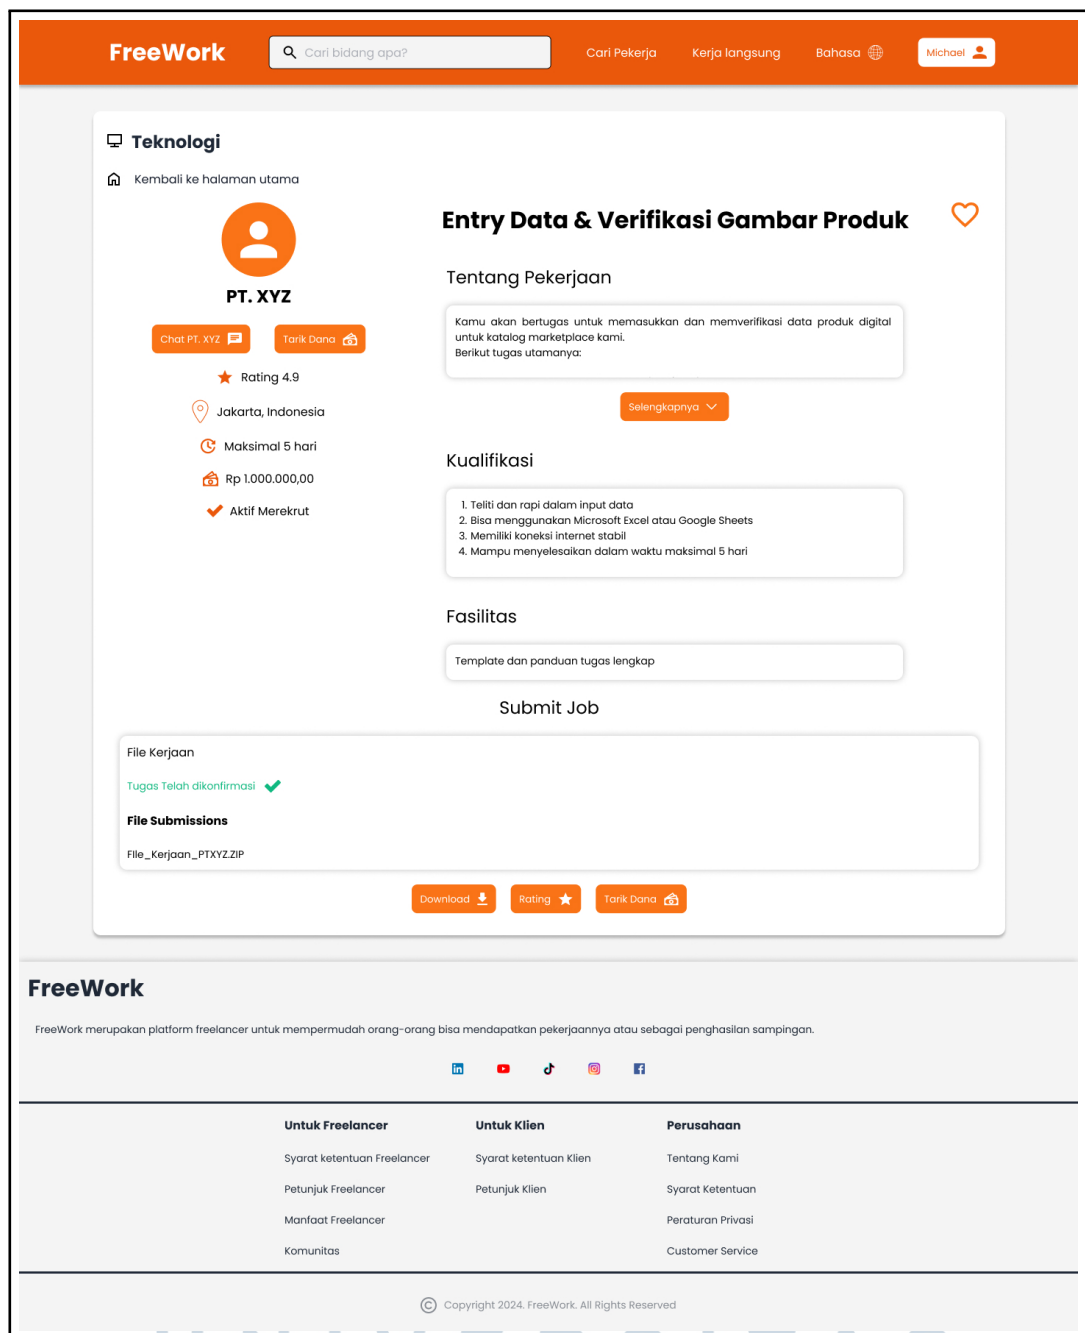 FreeWork
Cari bidang apa?
Cari Pekerja
Kerja langsung
Bahasa
Michael
Teknologi
Kembali ke halaman utama
PT. XYZ
Chat PT. XYZ
Tarik Dana
Rating 4.9
Jakarta, Indonesia
Maksimal 5 hari
Rp 1.000.000,00
Aktif Merekrut
Entry Data & Verifikasi Gambar Produk
Tentang Pekerjaan
Kamu akan bertugas untuk memasukkan dan memverifikasi data produk digital
untuk katalog marketplace kami.
Berikut tugas utamanya:
Selengkapnya
Kualifikasi
1. Teliti dan rapi dalam input data
2. Bisa menggunakan Microsoft Excel atau Google Sheets
3. Memiliki koneksi internet stabil
4. Mampu menyelesaikan dalam waktu maksimal 5 hari
Fasilitas
Template dan panduan tugas lengkap
Submit Job
File Kerjaan
Tugas Telah dikonfirmasi
File Submissions
FIle_Kerjaan_PTXYZ.ZIP
Download
Rating
Tarik Dana
FreeWork
FreeWork merupakan platform freelancer untuk mempermudah orang-orang bisa mendapatkan pekerjaannya atau sebagai penghasilan sampingan.
Untuk Freelancer
Syarat ketentuan Freelancer
Petunjuk Freelancer
Manfaat Freelancer
Komunitas
Untuk Klien
Syarat ketentuan Klien
Petunjuk Klien
Perusahaan
Tentang Kami
Syarat Ketentuan
Peraturan Privasi
Customer Service
© Copyright 2024. FreeWork. All Rights Reserved